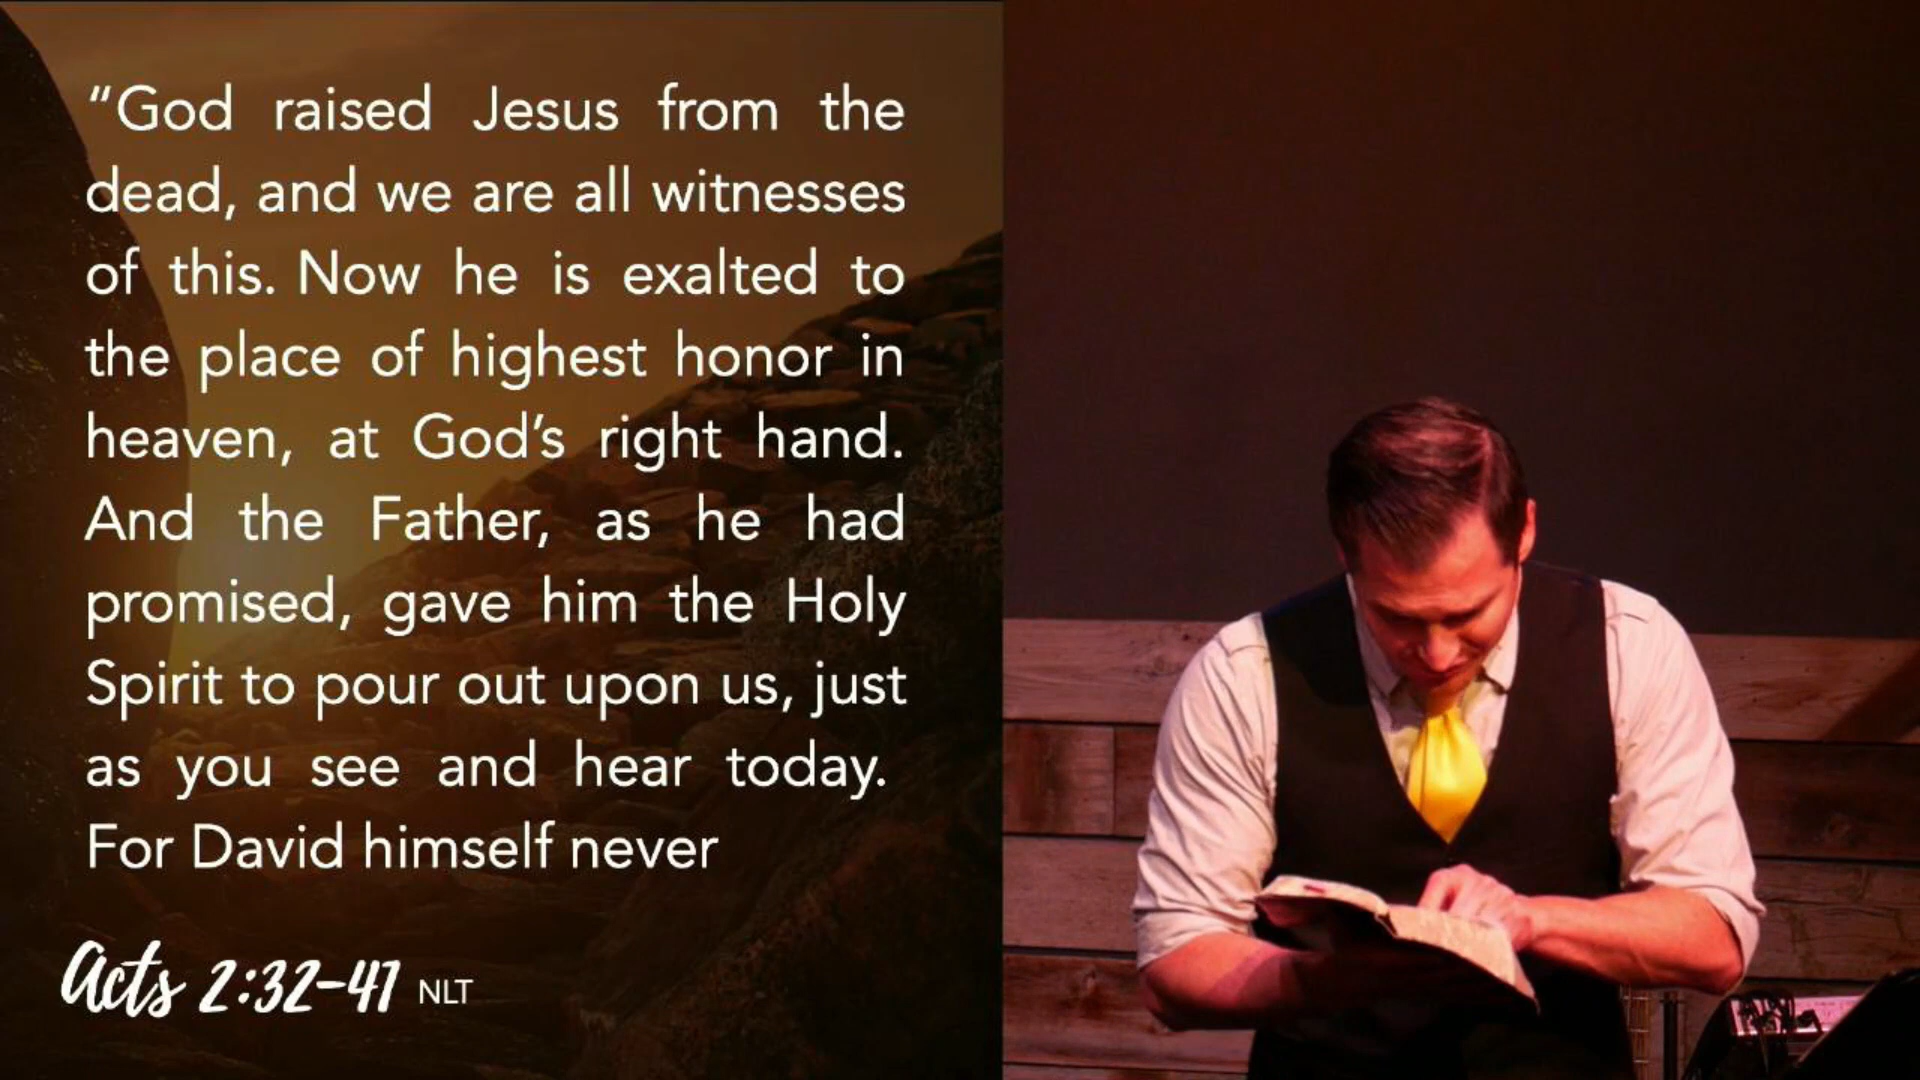 “God raised Jesus from the
dead, and we are all witnesses
of this. Now he is exalted to
the place of highest honor in
heaven, at God’s right hand.
And the Father, as he had
promised, gave him the Holy
Spirit to pour out upon us, just
as you see and hear today.
For David himself never
Acts 2:32-41 NLT